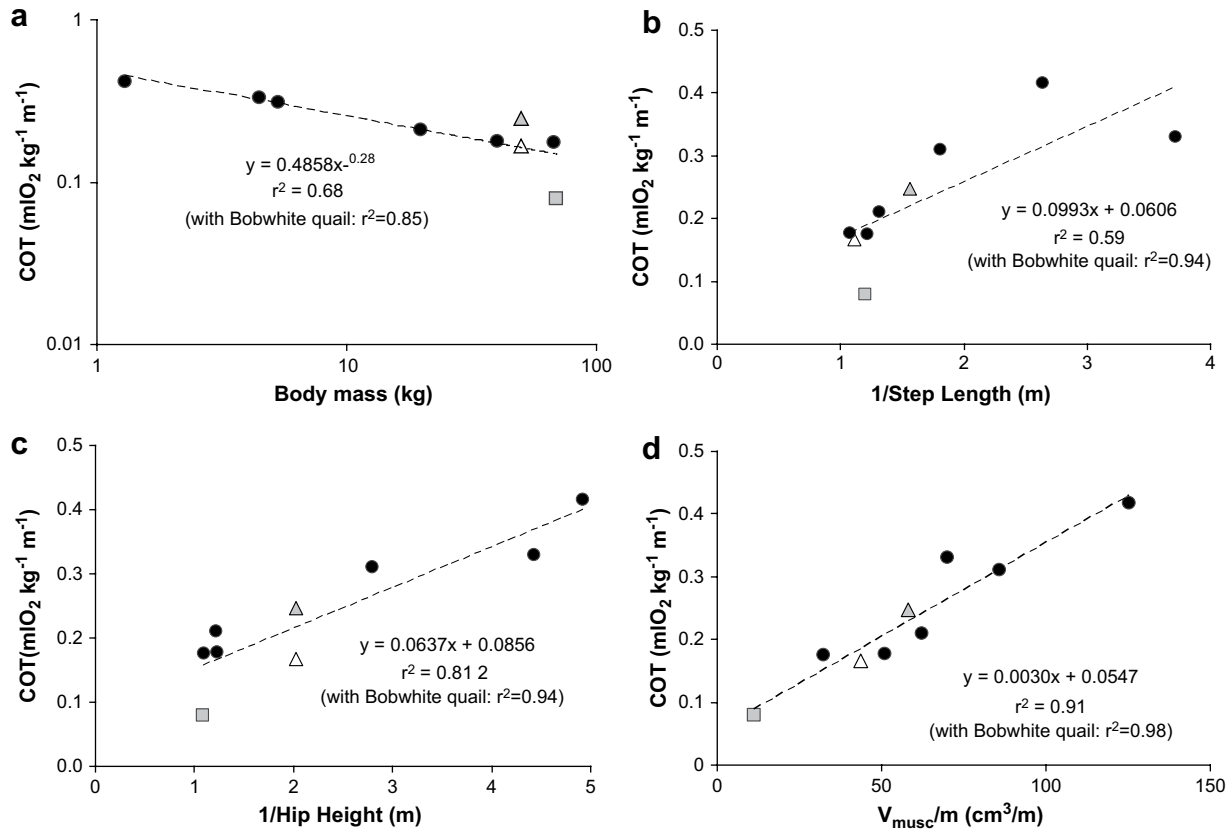 a
1
0.1
0.01
COT (mlO₂ kg⁻¹ m⁻¹)
y = 0.4858x-⁰·²⁸
r² = 0.68
(with Bobwhite quail: r²=0.85)
1 10 100
Body mass (kg)
b
0.5
0.4
0.3
0.2
0.1
0.0
COT (mlO₂ kg⁻¹ m⁻¹)
y = 0.0993x + 0.0606
r² = 0.59
(with Bobwhite quail: r²=0.94)
0 1 2 3 4
1/Step Length (m)
c
0.5
0.4
0.3
0.2
0.1
0.0
COT(mlO₂ kg⁻¹ m⁻¹)
y = 0.0637x + 0.0856
r² = 0.81 2
(with Bobwhite quail: r²=0.94)
0 1 2 3 4 5
1/Hip Height (m)
d
0.5
0.4
0.3
0.2
0.1
0.0
COT (mlO₂ kg⁻¹ m⁻¹)
y = 0.0030x + 0.0547
r² = 0.91
(with Bobwhite quail: r²=0.98)
0 50 100 150
Vmusc/m (cm³/m)